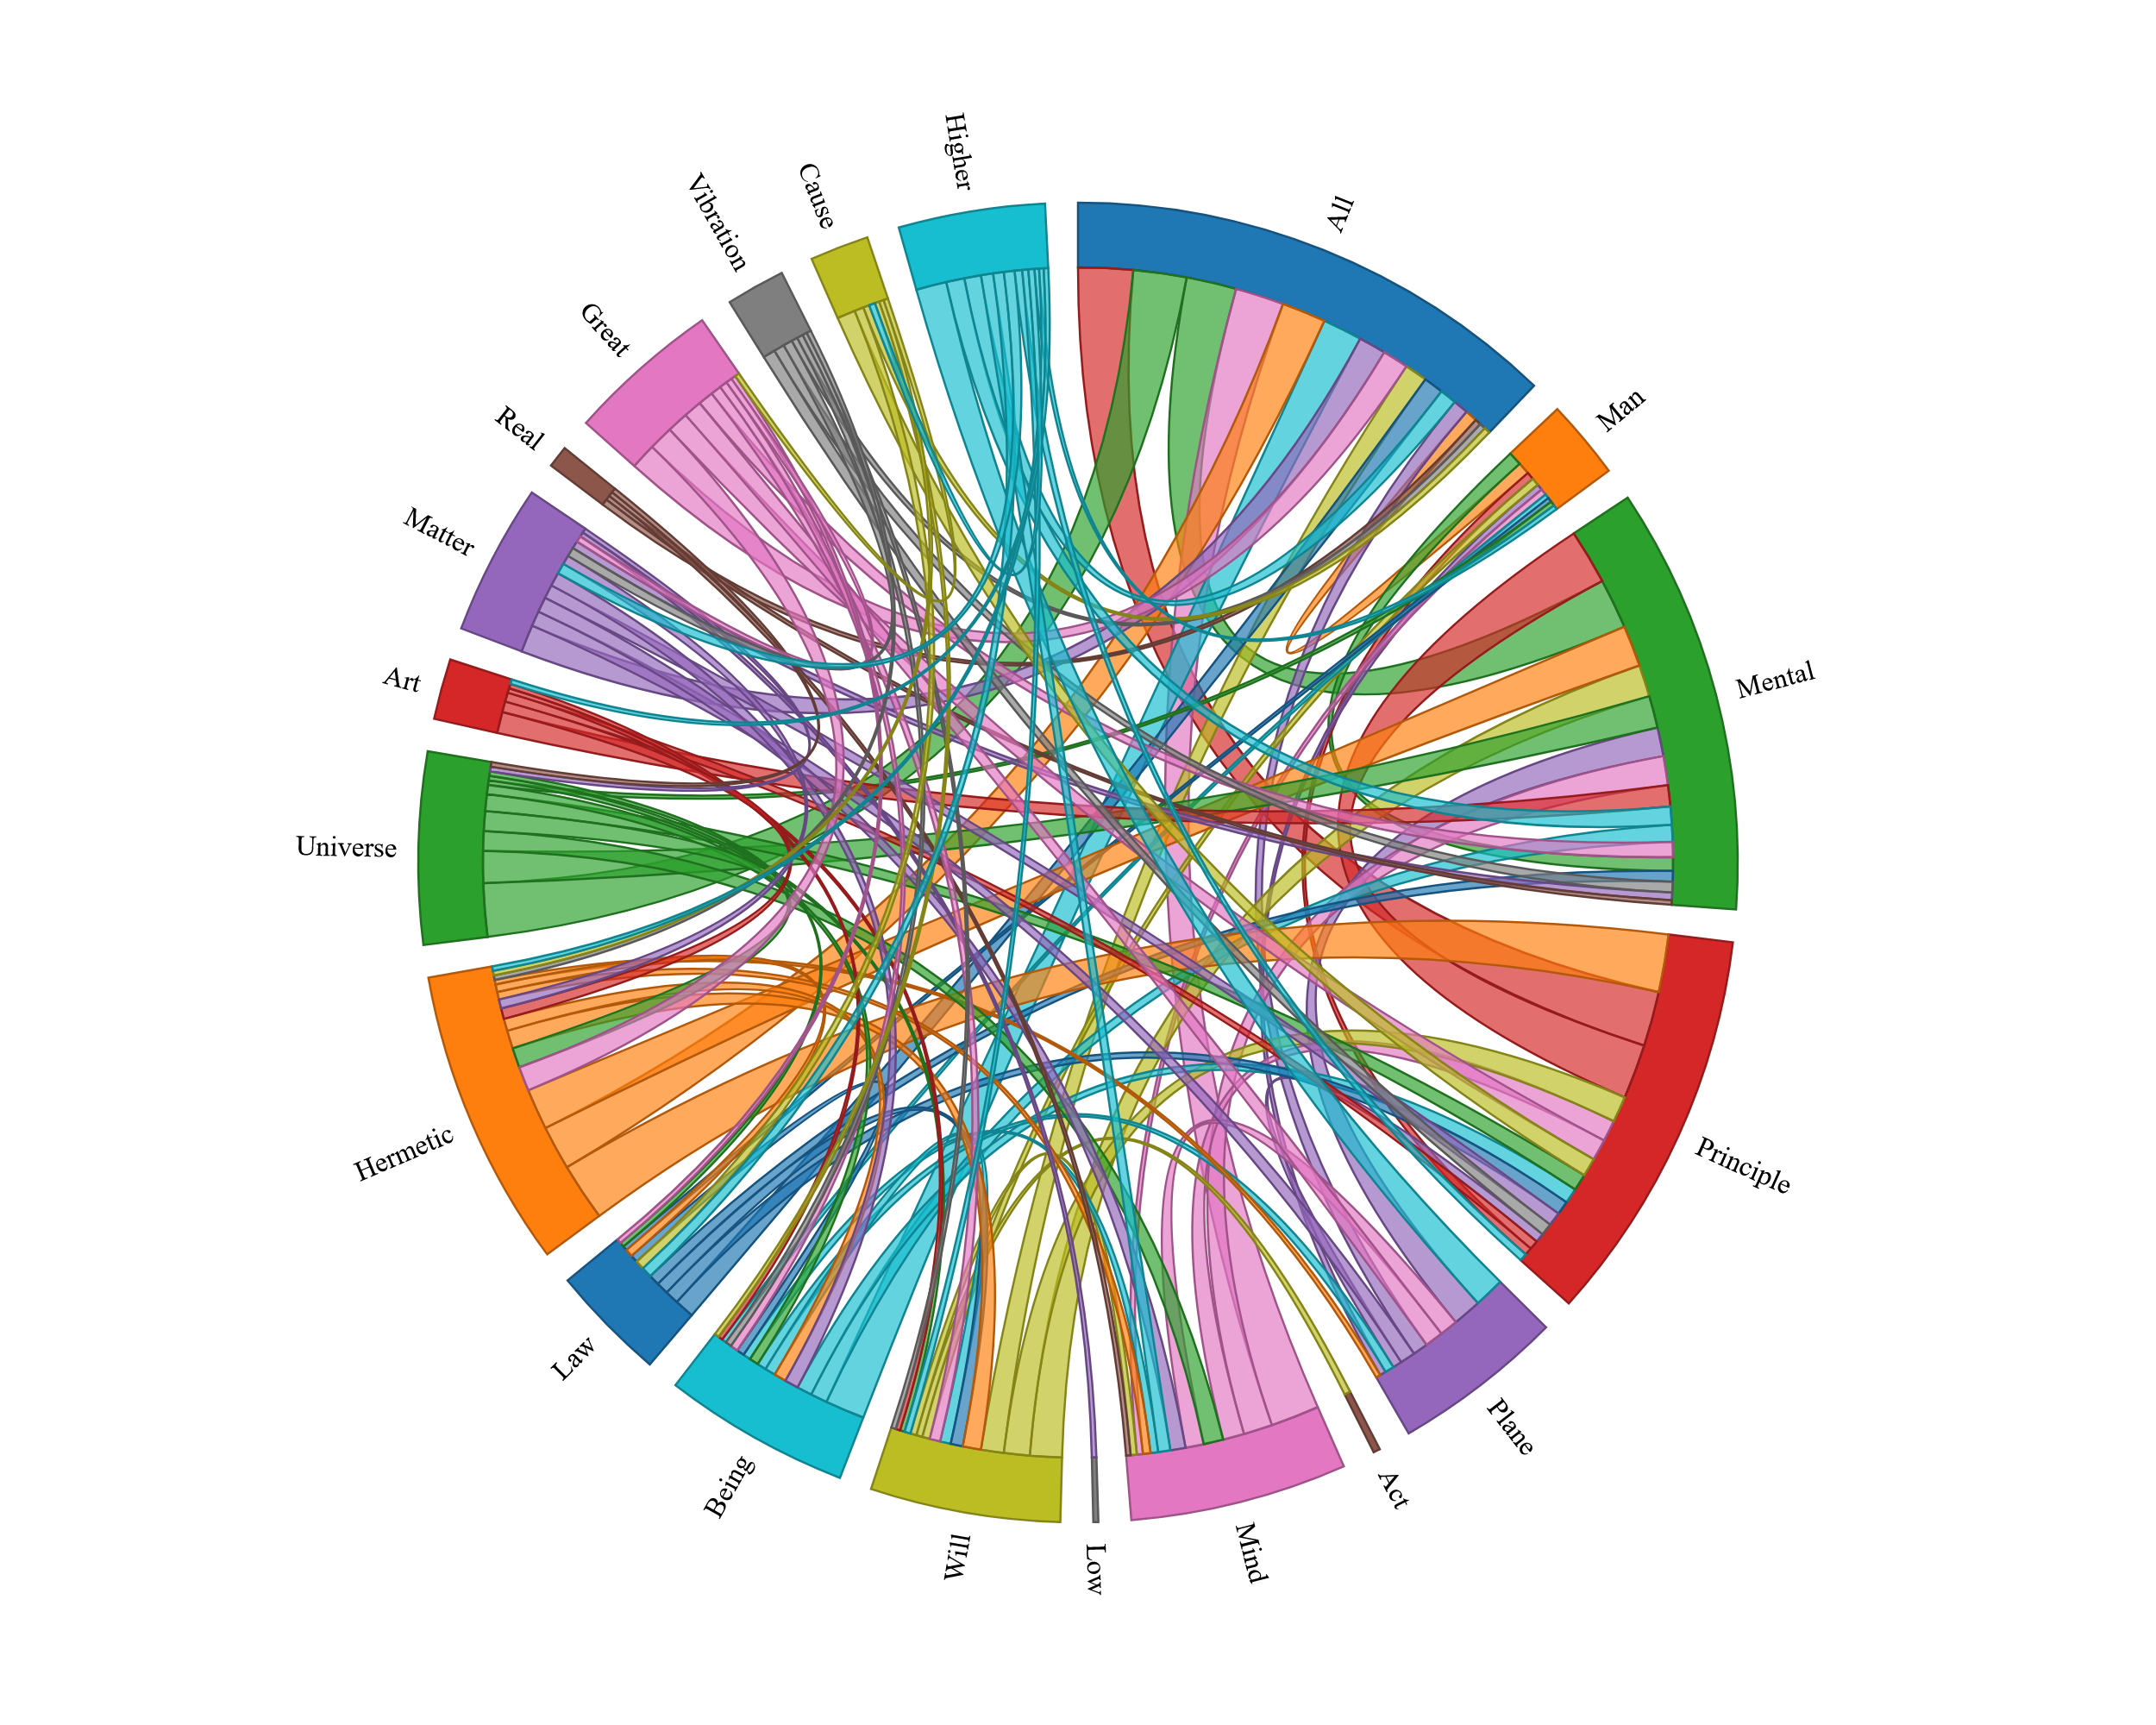 All
Man
Mental
Principle
Plane
Act
Mind
Low
Will
Being
Law
Hermetic
Universe
Art
Matter
Real
Great
Vibration
Cause
Higher